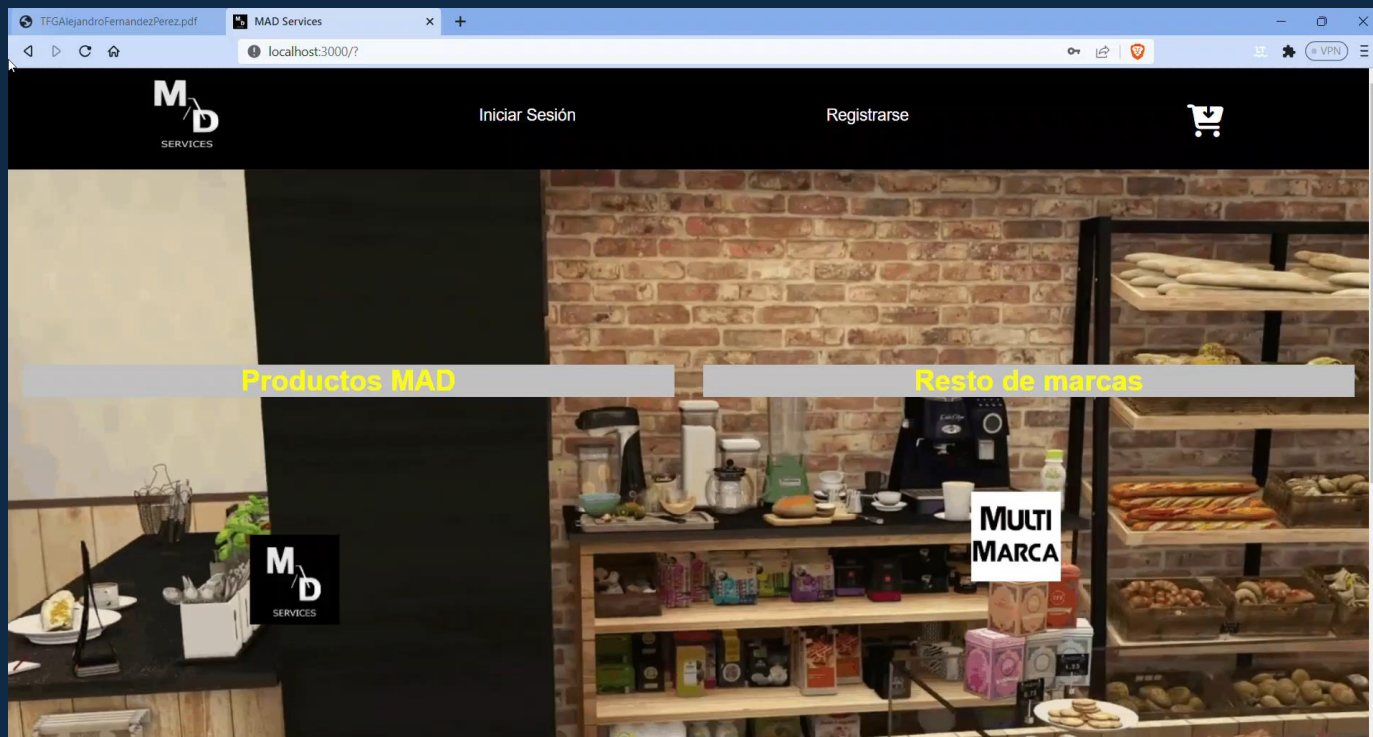 TFGAlejandroFernandezPerez.pdf
MAD Services
localhost:3000/?
VPN
M D
SERVICES
Iniciar Sesión
Registrarse
Productos MAD
Resto de marcas
MULTI
MARCA
M D
SERVICES